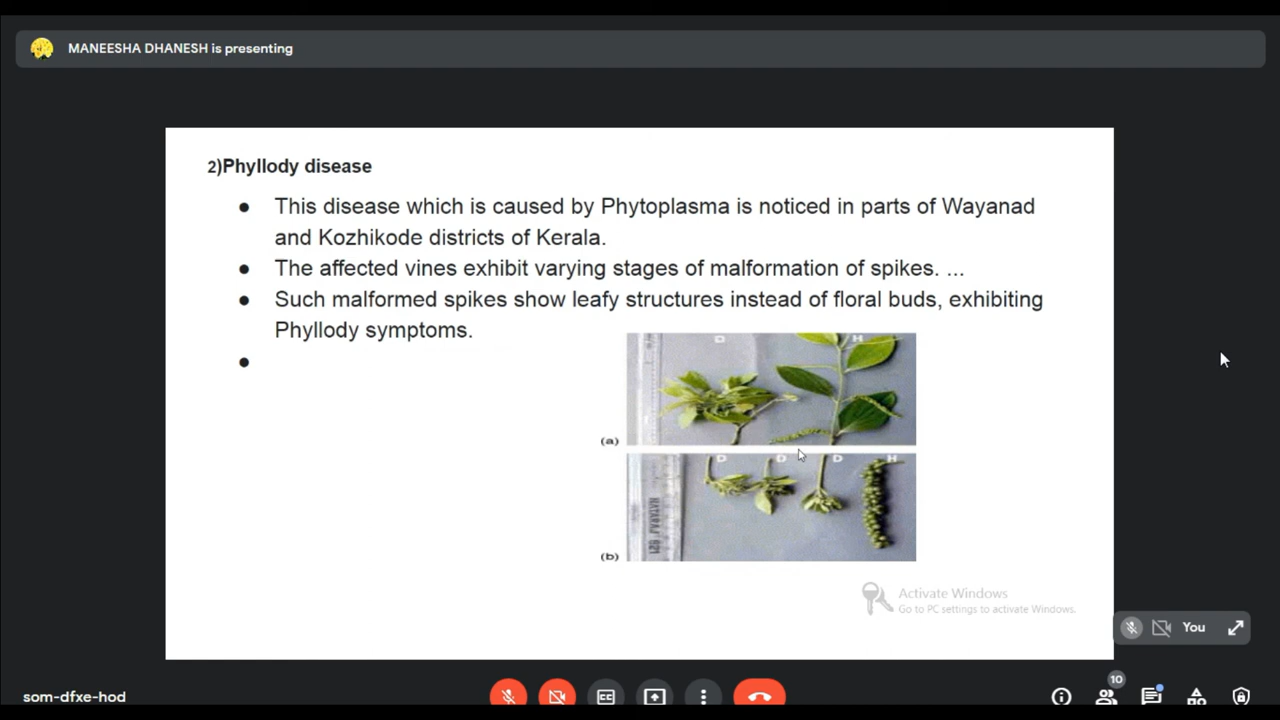 MANEESHA DHANESH is presenting
2)Phyllody disease
● This disease which is caused by Phytoplasma is noticed in parts of Wayanad
and Kozhikode districts of Kerala.
● The affected vines exhibit varying stages of malformation of spikes. ...
● Such malformed spikes show leafy structures instead of floral buds, exhibiting
Phyllody symptoms.
●
D H
(a)
D D D H
NATARAJ 621
(b)
Activate Windows
Go to PC settings to activate Windows.
You
som-dfxe-hod
CC
10